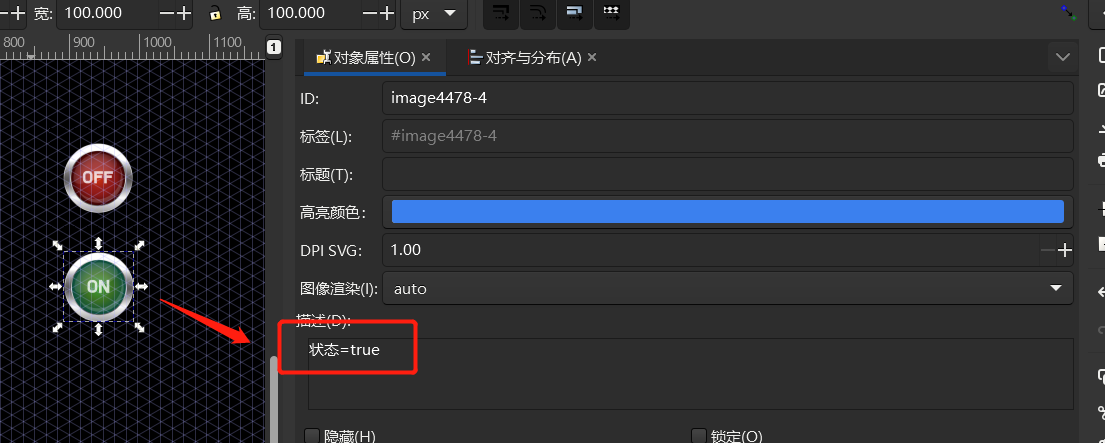 宽: 100.000 高: 100.000 px
800 900 1000 1100
1
对象属性(O) 对齐与分布(A)
ID: image4478-4
标签(L): #image4478-4
标题(T):
高亮颜色:
DPI SVG: 1.00
图像渲染(I): auto
描述(D):
状态=true
隐藏(H) 锁定(O)
OFF
ON